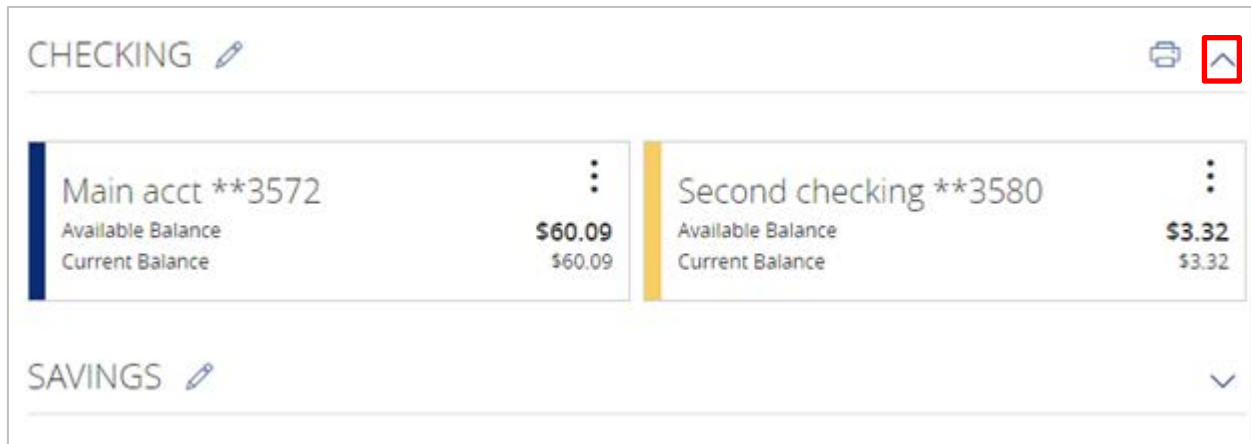 CHECKING
Main acct **3572
Available Balance $60.09
Current Balance $60.09
Second checking **3580
Available Balance $3.32
Current Balance $3.32
SAVINGS